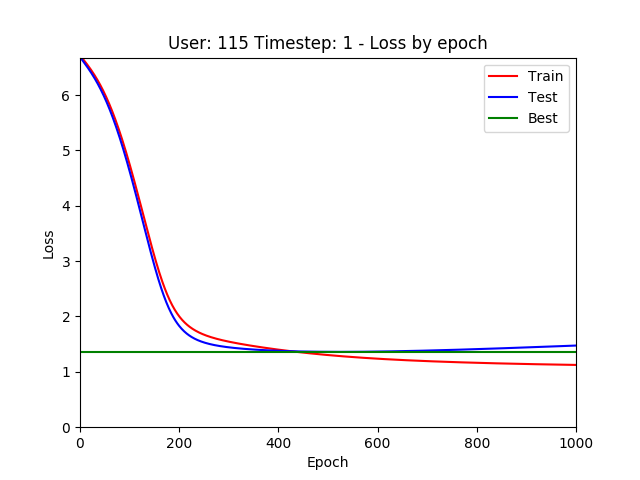 User: 115 Timestep: 1 - Loss by epoch
Train
Test
Best
Loss
6
5
4
3
2
1
0
0 200 400 600 800 1000
Epoch